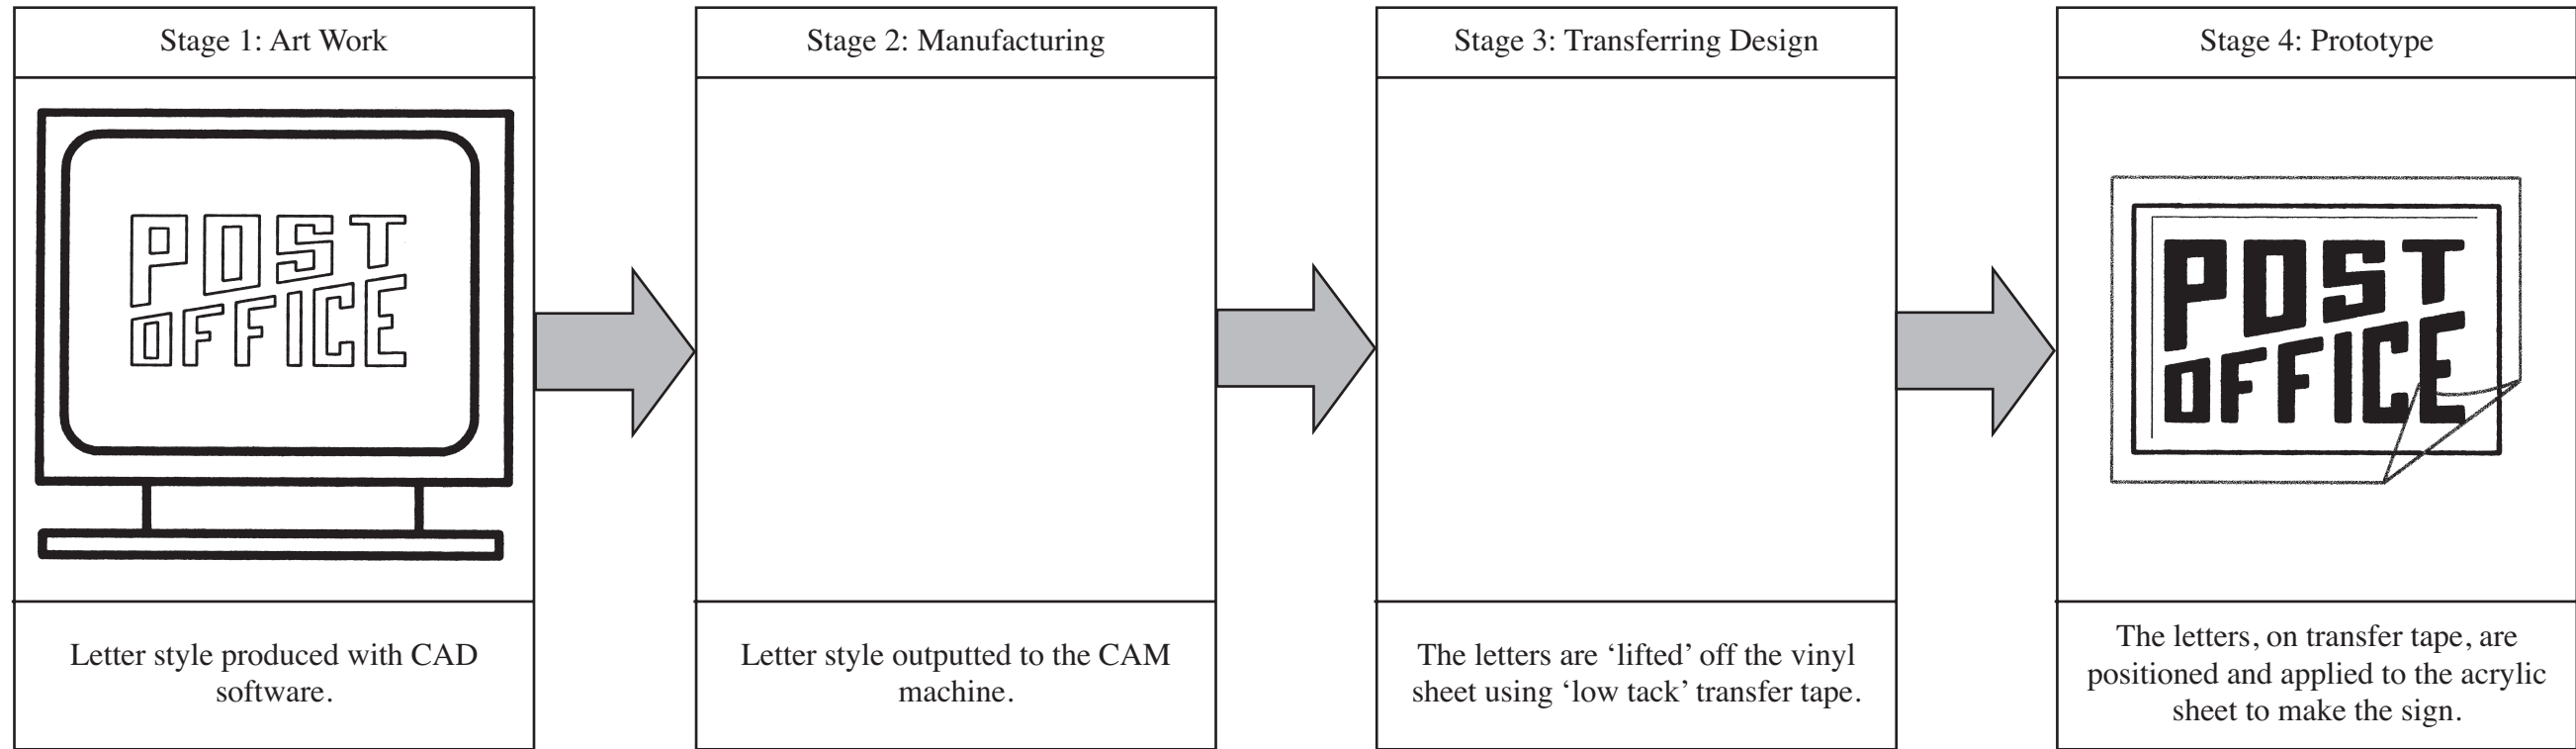 Stage 1: Art Work
POST
OFFICE
Letter style produced with CAD
software.
Stage 2: Manufacturing
Letter style outputted to the CAM
machine.
Stage 3: Transferring Design
The letters are ‘lifted’ off the vinyl
sheet using ‘low tack’ transfer tape.
Stage 4: Prototype
POST
OFFICE
The letters, on transfer tape, are
positioned and applied to the acrylic
sheet to make the sign.